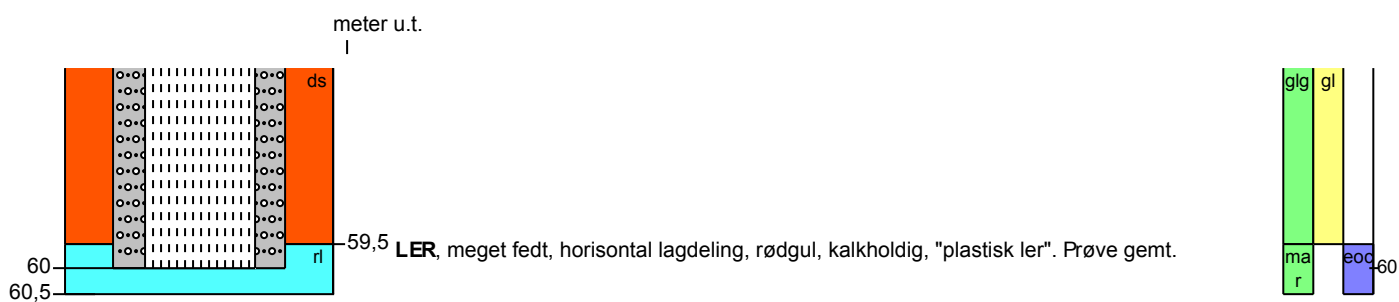 meter u.t.
ds
glg gl
59,5 LER, meget fedt, horisontal lagdeling, rødgul, kalkholdig, "plastisk ler". Prøve gemt.
rl
ma
r
eoc
60
60
60,5